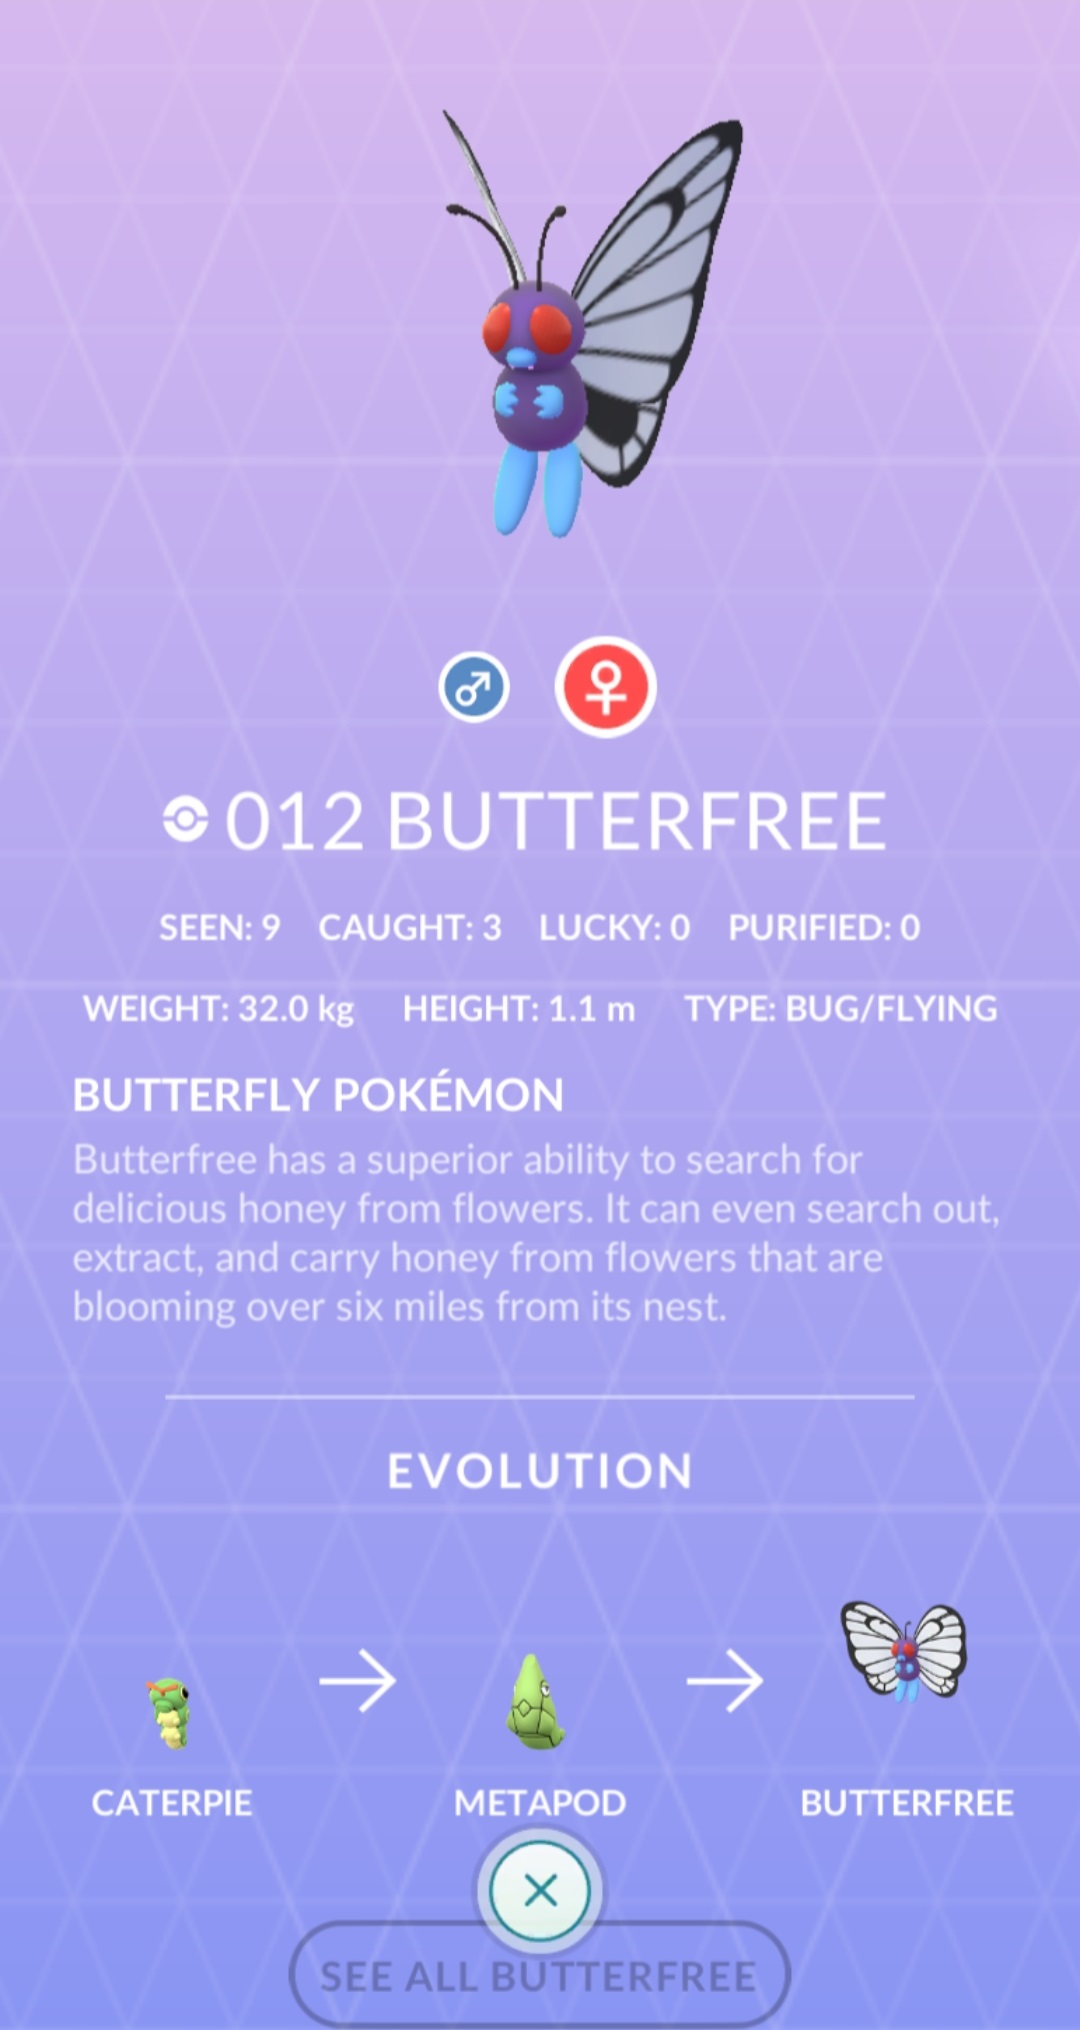 012 BUTTERFREE
SEEN: 9 CAUGHT: 3 LUCKY: 0 PURIFIED: 0
WEIGHT: 32.0 kg HEIGHT: 1.1 m TYPE: BUG/FLYING
BUTTERFLY POKÉMON
Butterfree has a superior ability to search for
delicious honey from flowers. It can even search out,
extract, and carry honey from flowers that are
blooming over six miles from its nest.
EVOLUTION
CATERPIE METAPOD BUTTERFREE
SEE ALL BUTTERFREE